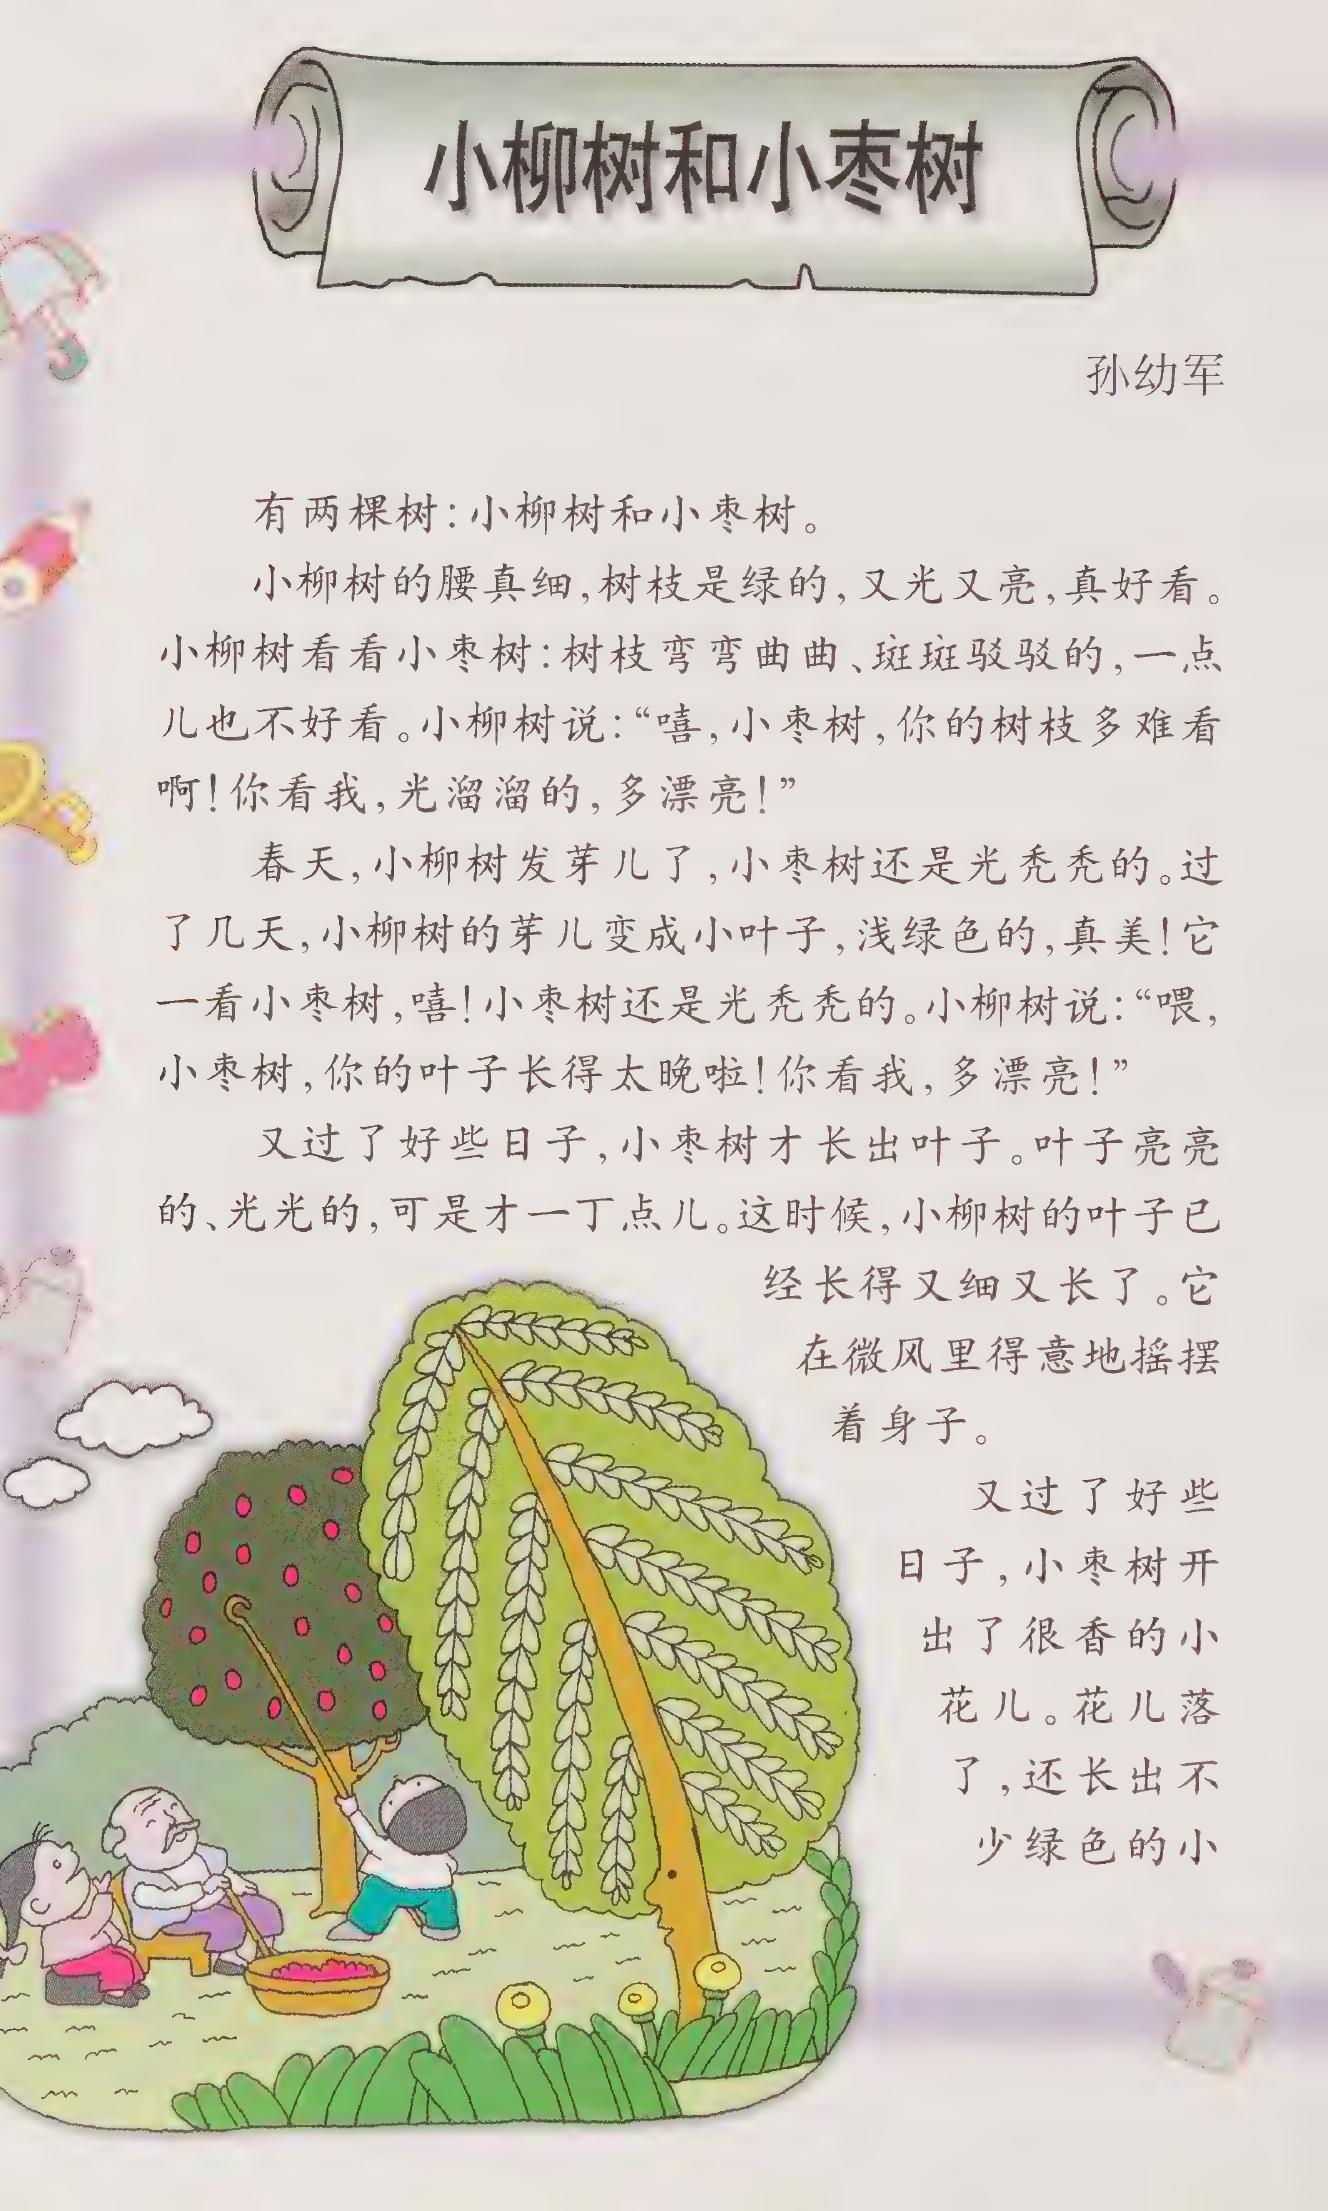 小柳树和小枣树
孙幼军
有两棵树：小柳树和小枣树。
小柳树的腰真细，树枝是绿的，又光又亮，真好看。
小柳树看看小枣树：树枝弯弯曲曲、斑斑驳驳的，一点
儿也不好看。小柳树说：“嘻，小枣树，你的树枝多难看
啊！你看我，光溜溜的，多漂亮！”
春天，小柳树发芽儿了，小枣树还是光秃秃的。过
了几天，小柳树的芽儿变成小叶子，浅绿色的，真美！它
一看小枣树，嘻！小枣树还是光秃秃的。小柳树说：“喂，
小枣树，你的叶子长得太晚啦！你看我，多漂亮！”
又过了好些日子，小枣树才长出叶子。叶子亮亮
的、光光的，可是才一丁点儿。这时候，小柳树的叶子已
经长得又细又长了。它
在微风里得意地摇摆
着身子。
又过了好些
日子，小枣树开
出了很香的小
花儿。花儿落
了，还长出不
少绿色的小